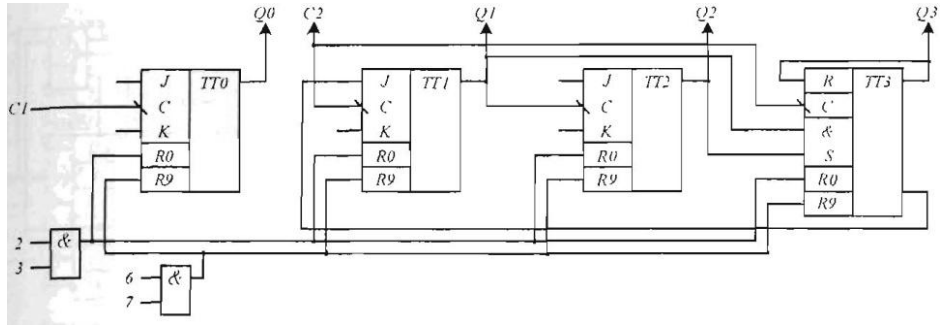 Q0 C2 Q1 Q2 Q3
J TT0 J TT1 J TT2 R TT3
C1 C C C C
K K K &
R0 R0 R0 S
R9 R9 R9 R0
R9
2 & 
3
6 &
7